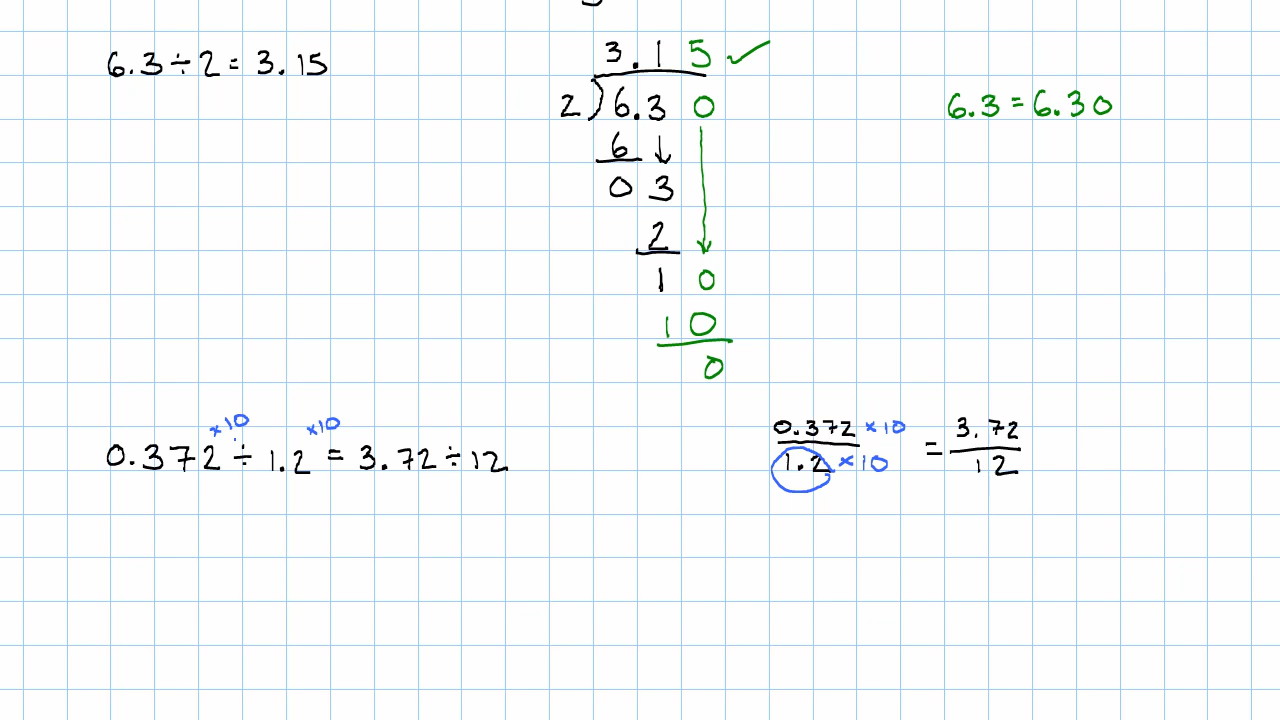 6.3 ÷ 2 = 3.15
3.15 ✓
2)6.30
6 ↓
03
2
10
10
0
6.3 = 6.30
×10 ×10
0.372 ÷ 1.2 = 3.72 ÷ 12
0.372 ×10 3.72
=
1.2 ×10 12